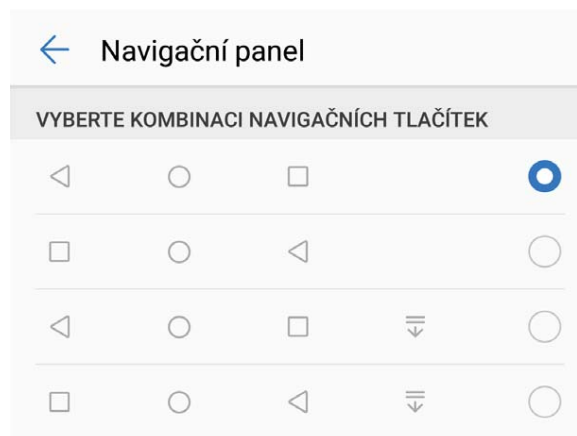 Navigační panel
VYBERTE KOMBINACI NAVIGAČNÍCH TLAČÍTEK